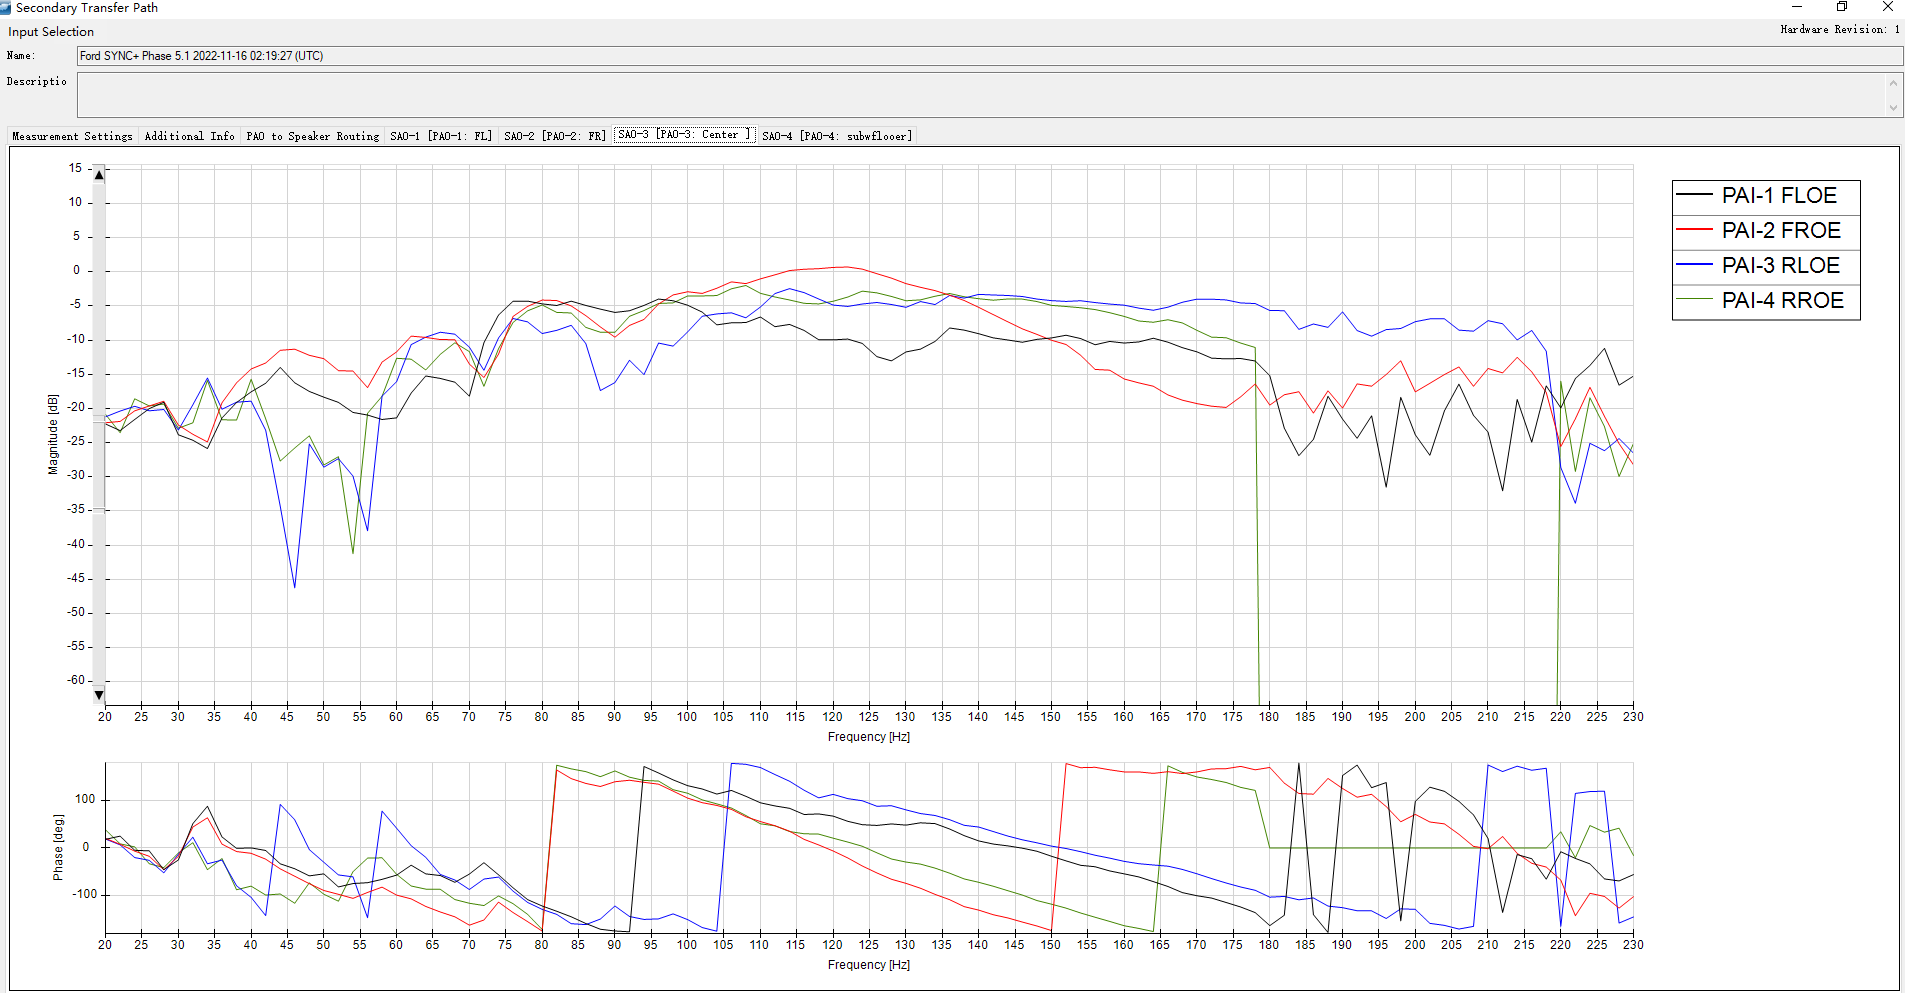 Secondary Transfer Path
Input Selection
Hardware Revision: 1
Name:
Ford SYNC+ Phase 5.1 2022-11-16 02:19:27 (UTC)
Descriptio
Measurement Settings Additional Info PAO to Speaker Routing SAO-1 [PAO-1: FL] SAO-2 [PAO-2: FR] SAO-3 [PAO-3: Center ] SAO-4 [PAO-4: subwflooer]
15
10
5
0
-5
-10
-15
-20
-25
-30
-35
-40
-45
-50
-55
-60
Magnitude [dB]
20 25 30 35 40 45 50 55 60 65 70 75 80 85 90 95 100 105 110 115 120 125 130 135 140 145 150 155 160 165 170 175 180 185 190 195 200 205 210 215 220 225 230
Frequency [Hz]
PAI-1 FLOE
PAI-2 FROE
PAI-3 RLOE
PAI-4 RROE
100
0
-100
Phase [deg.]
20 25 30 35 40 45 50 55 60 65 70 75 80 85 90 95 100 105 110 115 120 125 130 135 140 145 150 155 160 165 170 175 180 185 190 195 200 205 210 215 220 225 230
Frequency [Hz]